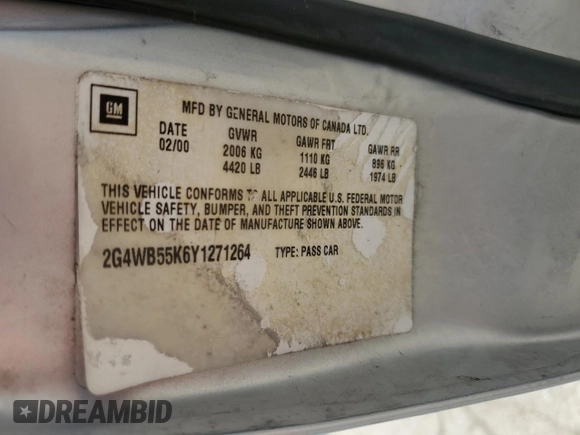 GM
MFD BY GENERAL MOTORS OF CANADA LTD.
DATE GVWR GAWR FRT GAWR RR
02/00 2006 KG 1110 KG 896 KG
4420 LB 2446 LB 1974 LB
THIS VEHICLE CONFORMS TO ALL APPLICABLE U.S. FEDERAL MOTOR
VEHICLE SAFETY, BUMPER, AND THEFT PREVENTION STANDARDS IN
EFFECT ON THE DATE OF MANUFACTURE SHOWN ABOVE.
2G4WB55K6Y1271264 TYPE: PASS CAR
DREAMBID